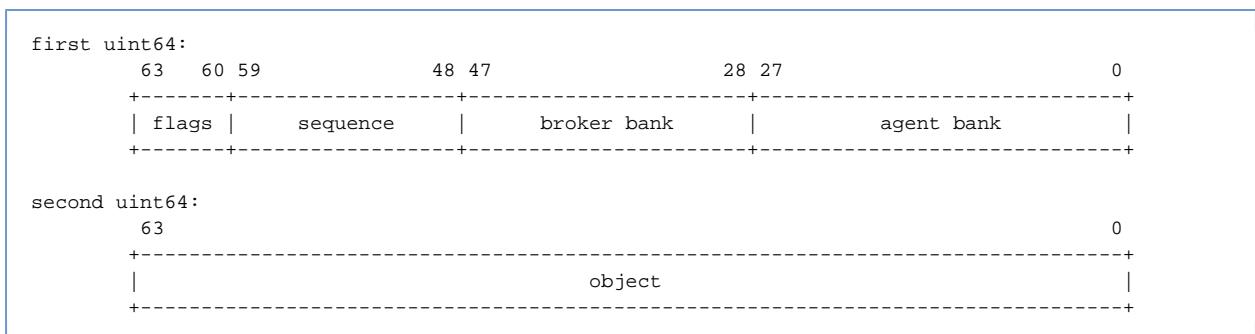 first uint64:
63 60 59 48 47 28 27 0
+-------+------------------+-----------------------+------------------------------+
| flags | sequence | broker bank | agent bank |
+-------+------------------+-----------------------+------------------------------+
second uint64:
63 0
+---------------------------------------------------------------------------------+
| object |
+---------------------------------------------------------------------------------+